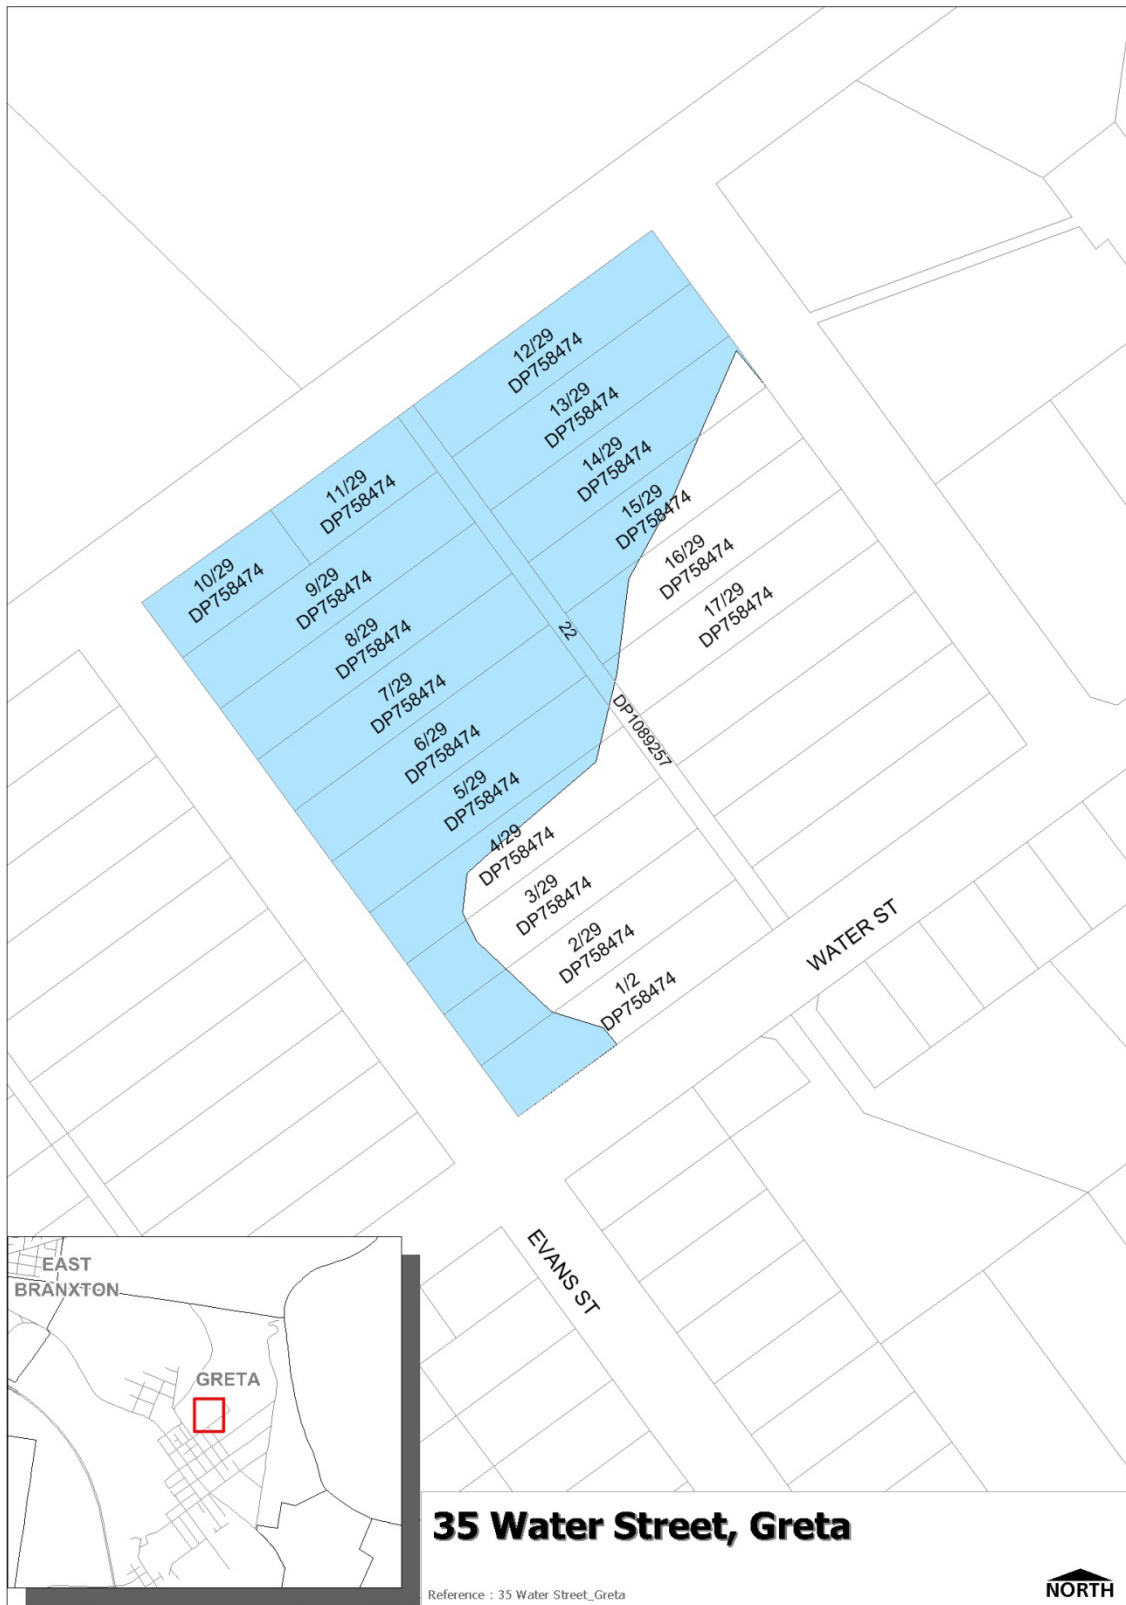 12/29
DP758474
13/29
DP758474
14/29
DP758474
11/29
DP758474
15/29
DP758474
10/29
DP758474
9/29
DP758474
16/29
DP758474
8/29
DP758474
17/29
DP758474
22
DP1089257
7/29
DP758474
6/29
DP758474
5/29
DP758474
4/29
DP758474
3/29
DP758474
2/29
DP758474
1/2
DP758474
WATER ST
EVANS ST
EAST
BRANXTON
GRETA
35 Water Street, Greta
Reference : 35 Water Street_Greta
NORTH